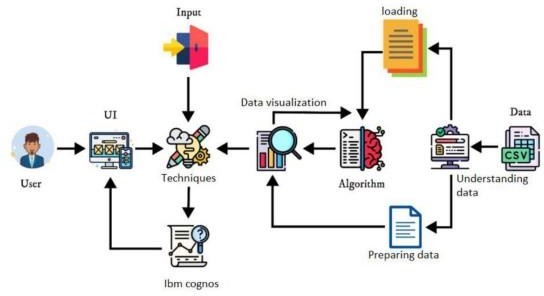 Input
loading
UI
Data visualization
Data
CSV
User
Techniques
Algorithm
Understanding
data
Preparing data
Ibm cognos